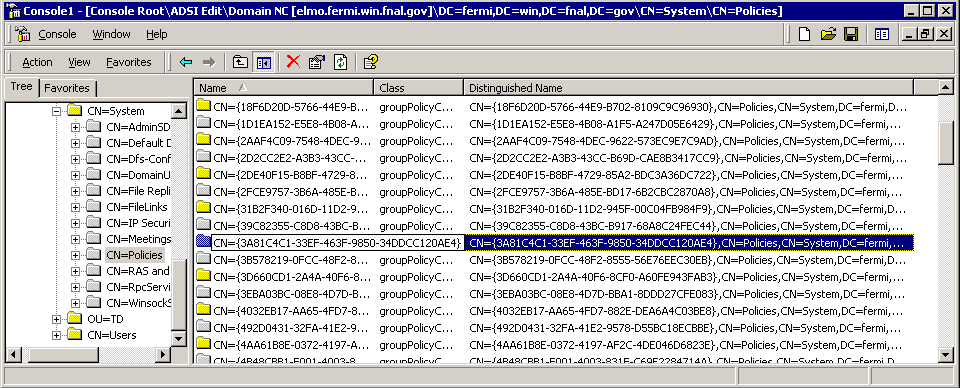 Console1 - [Console Root\ADSI Edit\Domain NC [elmo.fermi.win.fnal.gov]\DC=fermi,DC=win,DC=fnal,DC=gov\CN=System\CN=Policies]
Console Window Help
Action View Favorites
Tree Favorites
CN=System
CN=AdminSD
CN=Default D
CN=Dfs-Conf
CN=DomainU
CN=File Repli
CN=FileLinks
CN=IP Securi
CN=Meetings
CN=Policies
CN=RAS and
CN=RpcServi
CN=WinsockS
OU=TD
CN=Users
Name Class Distinguished Name
CN={18F6D20D-5766-44E9-B... groupPolicyC... CN={18F6D20D-5766-44E9-B702-8109C9C96930},CN=Policies,CN=System,DC=fermi,D...
CN={1D1EA152-E5E8-4B08-A... groupPolicyC... CN={1D1EA152-E5E8-4B08-A1F5-A247D05E6429},CN=Policies,CN=System,DC=fermi,...
CN={2AAF4C09-7548-4DEC-9... groupPolicyC... CN={2AAF4C09-7548-4DEC-9622-573EC9E7C9AD},CN=Policies,CN=System,DC=fermi,...
CN={2D2CC2E2-A3B3-43CC-... groupPolicyC... CN={2D2CC2E2-A3B3-43CC-B69D-CAE8B3417CC9},CN=Policies,CN=System,DC=fermi,...
CN={2DE40F15-B8BF-4729-8... groupPolicyC... CN={2DE40F15-B8BF-4729-85A2-BDC3A36DC722},CN=Policies,CN=System,DC=fermi,...
CN={2FCE9757-3B6A-485E-B... groupPolicyC... CN={2FCE9757-3B6A-485E-BD17-6B2CBC2870A8},CN=Policies,CN=System,DC=fermi,...
CN={31B2F340-016D-11D2-9... groupPolicyC... CN={31B2F340-016D-11D2-945F-00C04FB984F9},CN=Policies,CN=System,DC=fermi,...
CN={39C82355-C8D9-43BC-B... groupPolicyC... CN={39C82355-C8D9-43BC-B917-68A8C24FEC44},CN=Policies,CN=System,DC=fermi,...
CN={3A81C4C1-33EF-463F-9850-34DDCC120AE4} CN={3A81C4C1-33EF-463F-9850-34DDCC120AE4},CN=Policies,CN=System,DC=fermi,...
CN={3B578219-0FCC-48F2-8... groupPolicyC... CN={3B578219-0FCC-48F2-8555-56E76EEC30EB},CN=Policies,CN=System,DC=fermi,...
CN={3D660CD1-2A4A-40F6-8... groupPolicyC... CN={3D660CD1-2A4A-40F6-8CF0-A60FE943FAB3},CN=Policies,CN=System,DC=fermi,...
CN={3EBA03BC-08E8-4D7D-B... groupPolicyC... CN={3EBA03BC-08E8-4D7D-BBA1-8DDD27CFE083},CN=Policies,CN=System,DC=fermi,...
CN={4032EB17-AA65-4FD7-8... groupPolicyC... CN={4032EB17-AA65-4FD7-882E-DEA6A4C03BE8},CN=Policies,CN=System,DC=fermi,...
CN={492D0431-32FA-41E2-9... groupPolicyC... CN={492D0431-32FA-41E2-9578-D55BC18ECBBE},CN=Policies,CN=System,DC=fermi,...
CN={4AA61B8E-0372-4197-A... groupPolicyC... CN={4AA61B8E-0372-4197-AF2C-4DE046D6823E},CN=Policies,CN=System,DC=fermi,...
CN={4B48CBB1-F001-4003-8... groupPolicyC... CN={4B48CBB1-F001-4003-831F-C69F2284714A},CN=Policies,CN=System,DC=fermi,...